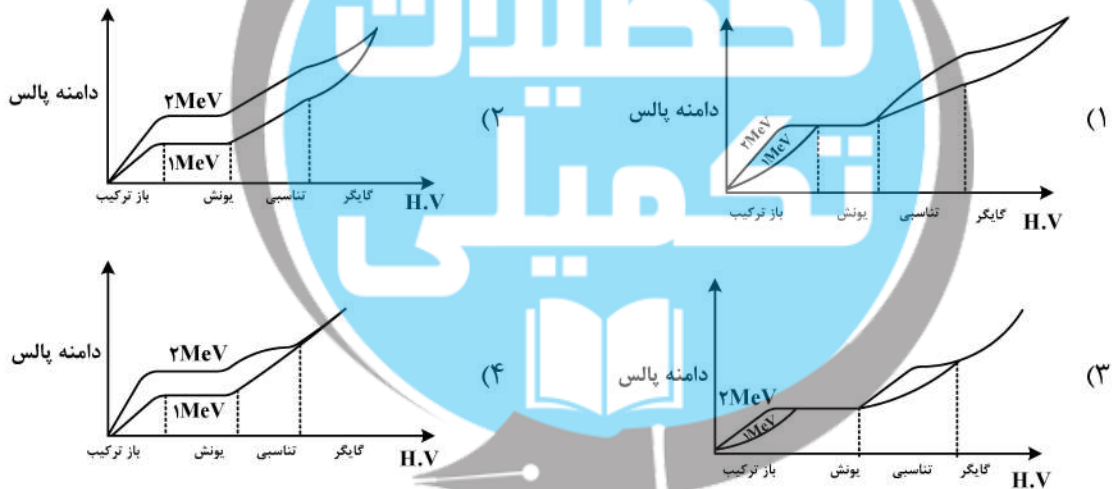 تحصیلات
تکمیلی
۱)
دامنه پالس
۲MeV
۱MeV
باز ترکیب یونش تناسبی گایگر
H.V
۲)
دامنه پالس
۲MeV
۱MeV
باز ترکیب یونش تناسبی گایگر
H.V
۳)
دامنه پالس
۲MeV
۱MeV
باز ترکیب یونش تناسبی گایگر
H.V
۴)
دامنه پالس
۲MeV
۱MeV
باز ترکیب یونش تناسبی گایگر
H.V